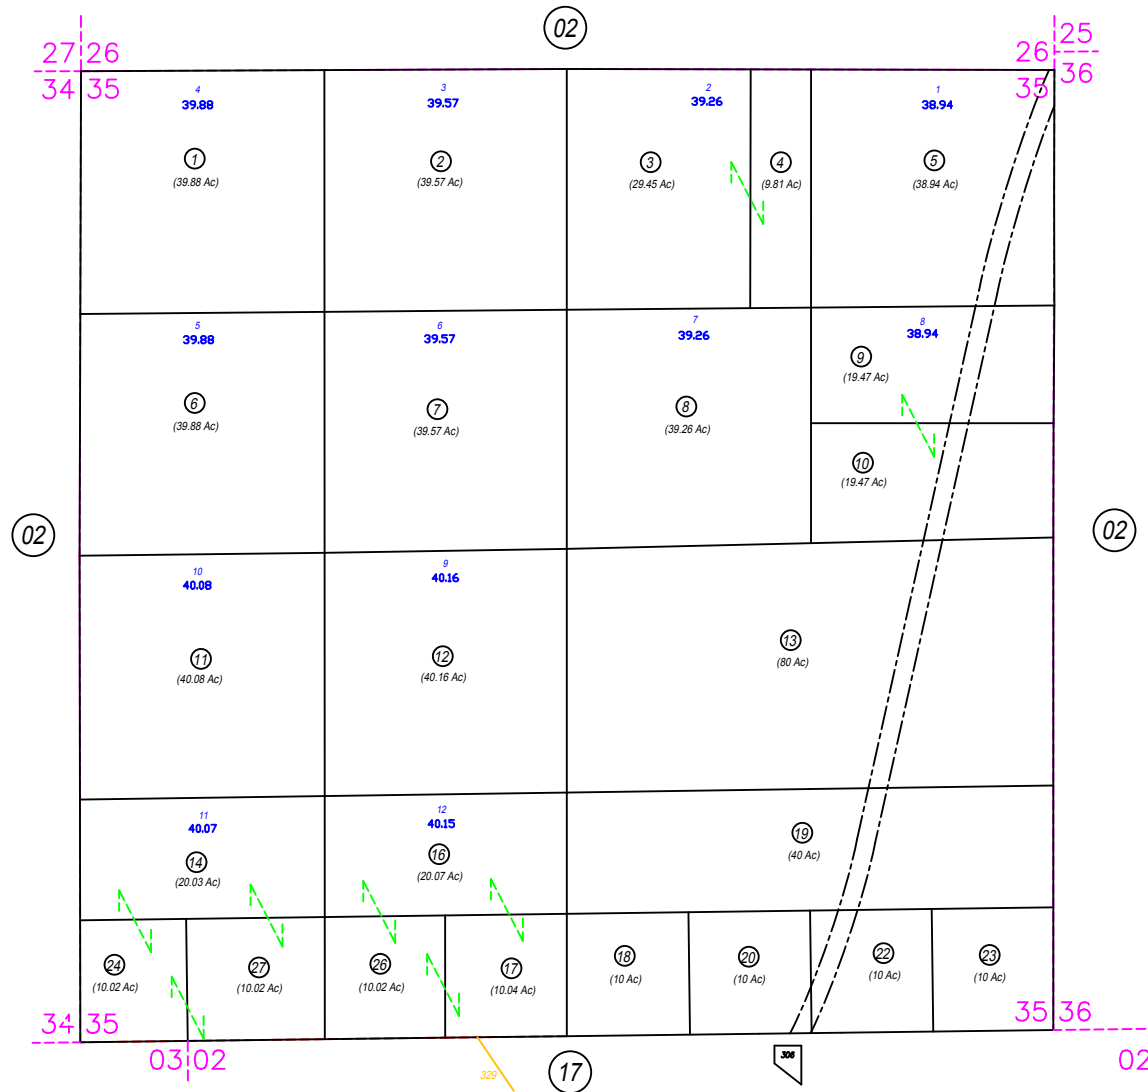 02
27 26
25
26
34 35
35 36
4
39.88
3
39.57
2
39.26
1
38.94
1
(39.88 Ac)
2
(39.57 Ac)
3
(29.45 Ac)
4
(9.81 Ac)
5
(38.94 Ac)
5
39.88
6
39.57
7
39.26
8
38.94
6
(39.88 Ac)
7
(39.57 Ac)
8
(39.26 Ac)
9
(19.47 Ac)
10
(19.47 Ac)
02
02
10
40.08
9
40.16
11
(40.08 Ac)
12
(40.16 Ac)
13
(80 Ac)
11
40.07
12
40.15
14
(20.03 Ac)
16
(20.07 Ac)
19
(40 Ac)
24
(10.02 Ac)
27
(10.02 Ac)
26
(10.02 Ac)
17
(10.04 Ac)
18
(10 Ac)
20
(10 Ac)
22
(10 Ac)
23
(10 Ac)
34 35
35 36
03 02
329
17
306
02